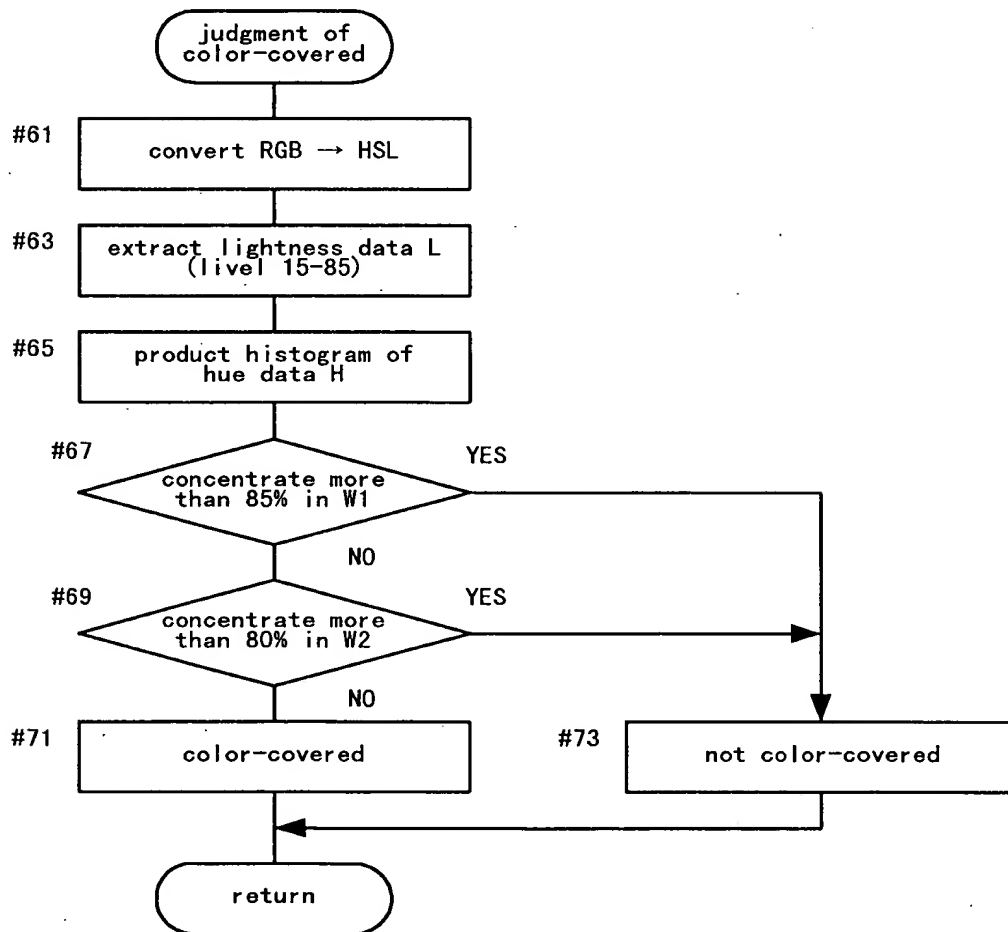 judgment of
color-covered
#61
convert RGB → HSL
#63
extract lightness data L
(livel 15-85)
#65
product histogram of
hue data H
#67
YES
concentrate more
than 85% in W1
NO
#69
YES
concentrate more
than 80% in W2
NO
#71
color-covered
#73
not color-covered
return